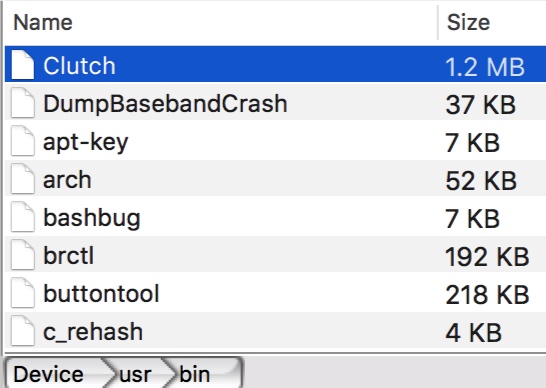 Name Size
Clutch 1.2 MB
DumpBasebandCrash 37 KB
apt-key 7 KB
arch 52 KB
bashbug 7 KB
brctl 192 KB
buttontool 218 KB
c_rehash 4 KB
Device usr bin